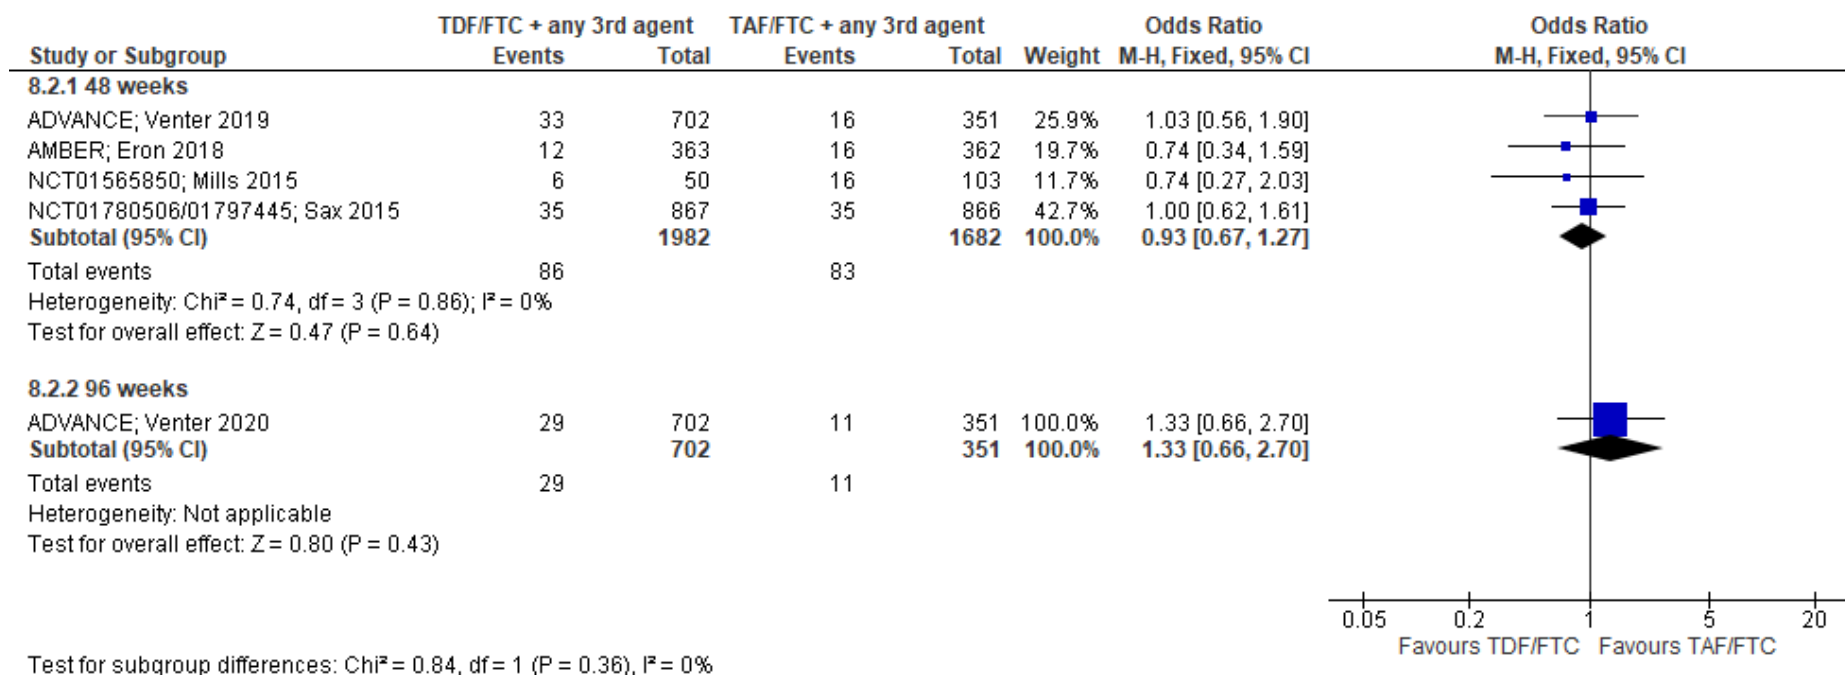 TDF/FTC + any 3rd agent TAF/FTC + any 3rd agent Odds Ratio Odds Ratio
Study or Subgroup Events Total Events Total Weight M-H, Fixed, 95% CI M-H, Fixed, 95% CI
8.2.1 48 weeks
ADVANCE; Venter 2019 33 702 16 351 25.9% 1.03 [0.56, 1.90]
AMBER; Eron 2018 12 363 16 362 19.7% 0.74 [0.34, 1.59]
NCT01565850; Mills 2015 6 50 16 103 11.7% 0.74 [0.27, 2.03]
NCT01780506/01797445; Sax 2015 35 867 35 866 42.7% 1.00 [0.62, 1.61]
Subtotal (95% CI) 1982 1682 100.0% 0.93 [0.67, 1.27]
Total events 86 83
Heterogeneity: Chi² = 0.74, df = 3 (P = 0.86); I² = 0%
Test for overall effect: Z = 0.47 (P = 0.64)
8.2.2 96 weeks
ADVANCE; Venter 2020 29 702 11 351 100.0% 1.33 [0.66, 2.70]
Subtotal (95% CI) 702 351 100.0% 1.33 [0.66, 2.70]
Total events 29 11
Heterogeneity: Not applicable
Test for overall effect: Z = 0.80 (P = 0.43)
0.05 0.2 1 5 20
Favours TDF/FTC Favours TAF/FTC
Test for subgroup differences: Chi² = 0.84, df = 1 (P = 0.36), I² = 0%